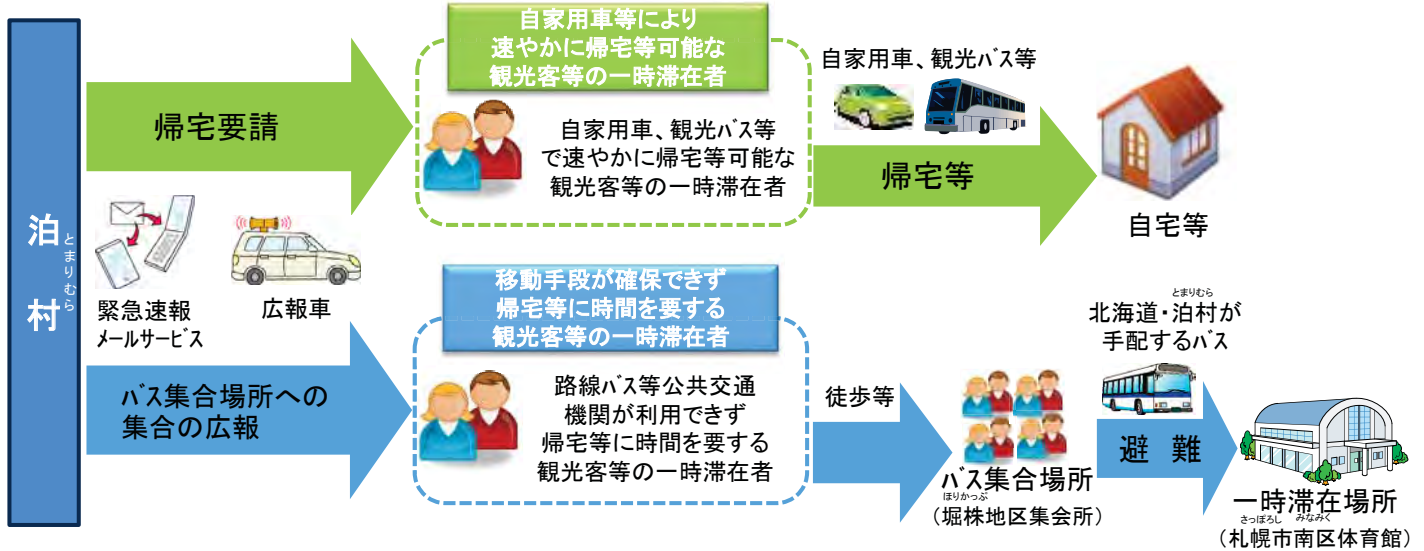 泊村
とまりむら
帰宅要請
緊急速報
メールサービス
広報車
バス集合場所への
集合の広報
自家用車等により
速やかに帰宅等可能な
観光客等の一時滞在者
自家用車、観光バス等
で速やかに帰宅等可能な
観光客等の一時滞在者
自家用車、観光バス等
帰宅等
自宅等
移動手段が確保できず
帰宅等に時間を要する
観光客等の一時滞在者
路線バス等公共交通
機関が利用できず
帰宅等に時間を要する
観光客等の一時滞在者
徒歩等
バス集合場所
ほりかっぷ
（堀株地区集会所）
とまりむら
北海道・泊村が
手配するバス
避難
一時滞在場所
さっぽろし みなみく
（札幌市南区体育館）